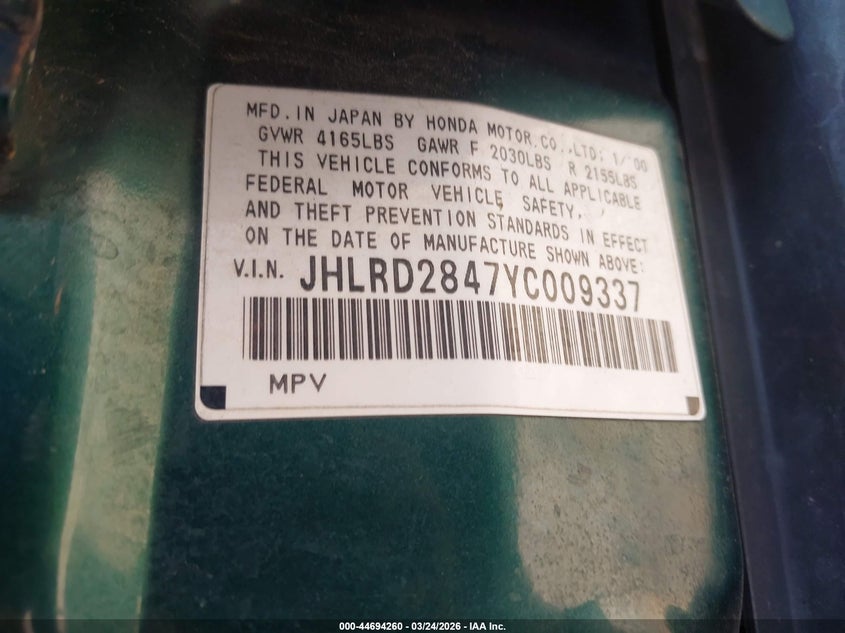 MFD.IN JAPAN BY HONDA MOTOR.CO.,LTD; 1/'00
GVWR 4165LBS GAWR F 2030LBS R 2155LBS
THIS VEHICLE CONFORMS TO ALL APPLICABLE
FEDERAL MOTOR VEHICLE SAFETY,
AND THEFT PREVENTION STANDARDS IN EFFECT
ON THE DATE OF MANUFACTURE SHOWN ABOVE:
V.I.N. JHLRD2847YC009337
MPV
000-44694260 - 03/24/2026 - IAA Inc.